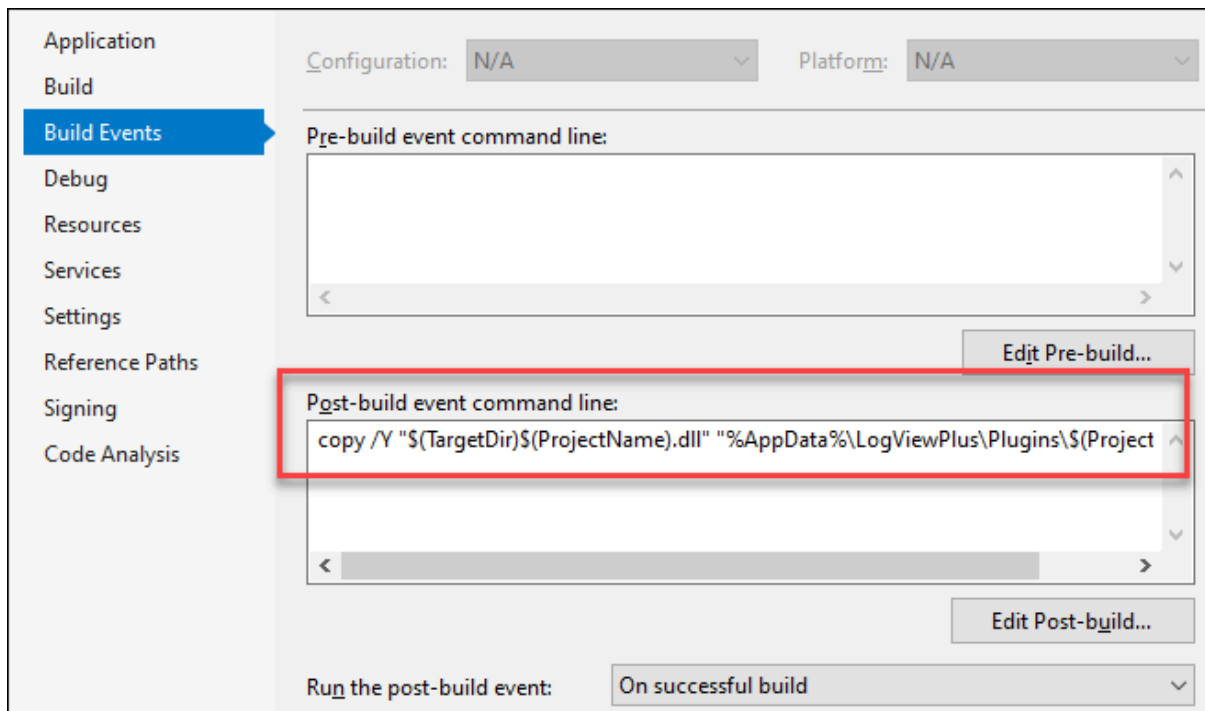 Application
Build
Build Events
Debug
Resources
Services
Settings
Reference Paths
Signing
Code Analysis
Configuration: N/A Platform: N/A
Pre-build event command line:
Edit Pre-build...
Post-build event command line:
copy /Y "$(TargetDir)$(ProjectName).dll" "%AppData%\LogViewPlus\Plugins\$(Project
Edit Post-build...
Run the post-build event: On successful build